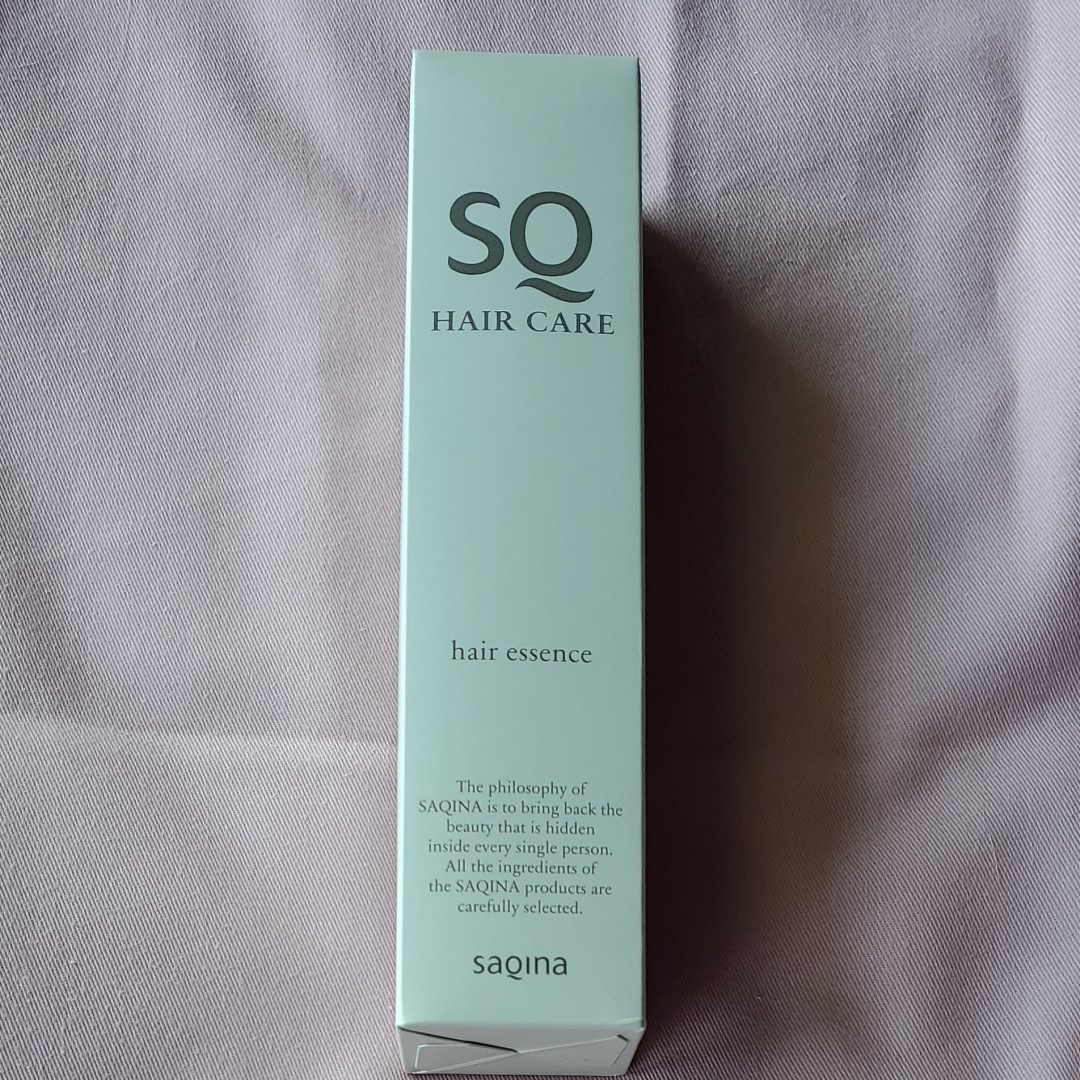 SQ
HAIR CARE
hair essence
The philosophy of
SAQINA is to bring back the
beauty that is hidden
inside every single person.
All the ingredients of
the SAQINA products are
carefully selected.
saqina